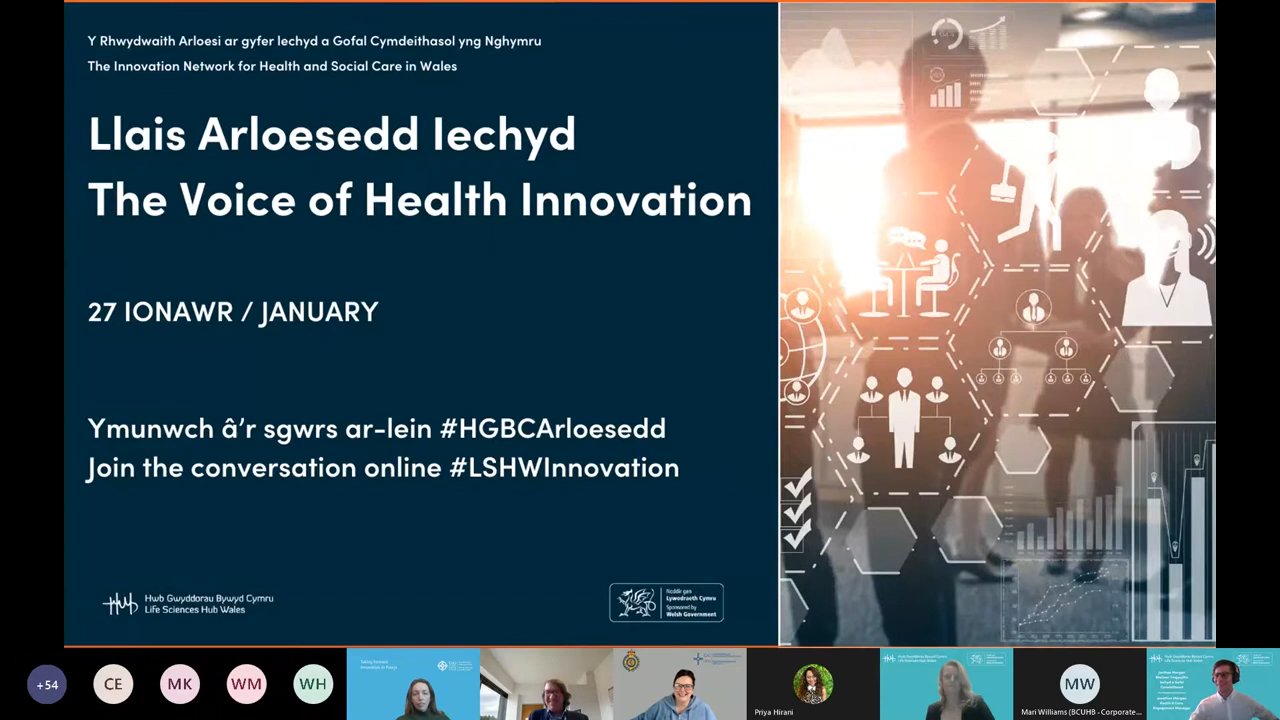 Y Rhwydwaith Arloesi ar gyfer Iechyd a Gofal Cymdeithasol yng Nghymru
The Innovation Network for Health and Social Care in Wales
Llais Arloesedd Iechyd
The Voice of Health Innovation
27 IONAWR / JANUARY
Ymunwch â’r sgwrs ar-lein #HGBCArloesedd
Join the conversation online #LSHWInnovation
Hwb Gwyddorau Bywyd Cymru
Life Sciences Hub Wales
Noddir gan
Lywodraeth Cymru
Sponsored by
Welsh Government
+54
CE
MK
WM
WH
Priya Hirani
MW
Mari Williams (BCUHB - Corporate...